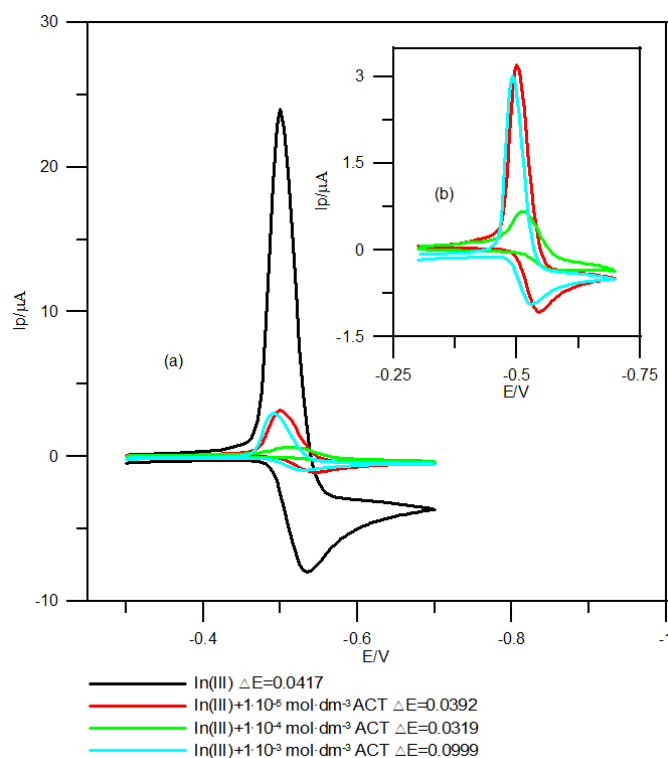 30
20
10
0
-10
Ip/µA
(a)
-0.4
-0.6
-0.8
-1
E/V
3
1.5
0
-1.5
Ip/µA
(b)
-0.25
-0.5
-0.75
E/V
In(III) △E=0.0417
In(III)+ mol·dm⁻³ ACT △E=0.0392
In(III)+1·10⁻⁴ mol·dm⁻³ ACT △E=0.0319
In(III)+1·10⁻³ mol·dm⁻³ ACT △E=0.0999